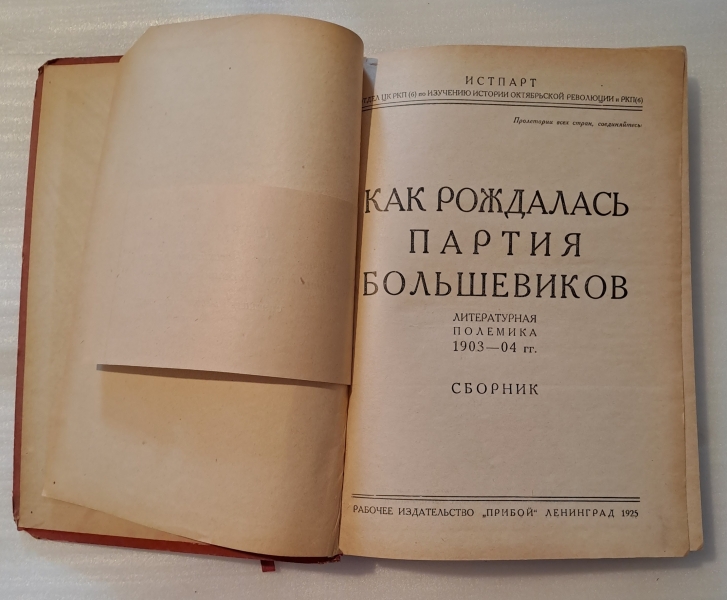 ИСТПАРТ
ОТДЕЛ ЦК РКП (б) по ИЗУЧЕНИЮ ИСТОРИИ ОКТЯБРЬСКОЙ РЕВОЛЮЦИИ и РКП(б)
Пролетарии всех стран, соединяйтесь.
КАК РОЖДАЛАСЬ
ПАРТИЯ
БОЛЬШЕВИКОВ
ЛИТЕРАТУРНАЯ
ПОЛЕМИКА
1903—04 гг.
СБОРНИК
РАБОЧЕЕ ИЗДАТЕЛЬСТВО „ПРИБОЙ“ ЛЕНИНГРАД 1925